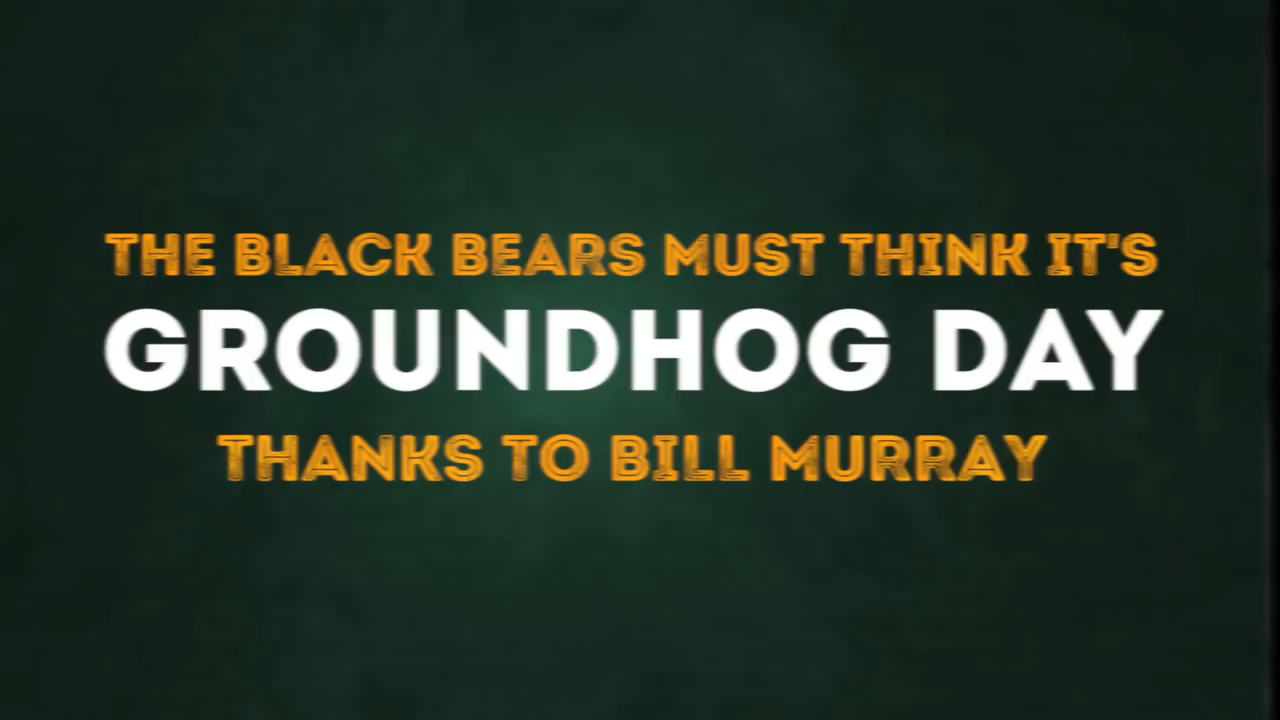 THE BLACK BEARS MUST THINK IT'S
GROUNDHOG DAY
THANKS TO BILL MURRAY